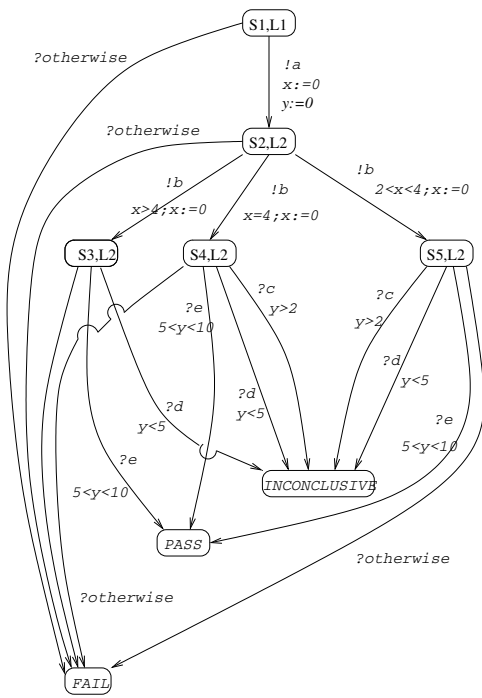 S1,L1
?otherwise
!a
x:=0
y:=0
?otherwise
S2,L2
!b
x>4;x:=0
!b
x=4;x:=0
!b
2<x<4;x:=0
S3,L2
S4,L2
S5,L2
?e
5<y<10
?c
y>2
?c
y>2
?d
y<5
?d
y<5
?d
y<5
?e
5<y<10
?e
5<y<10
INCONCLUSIVE
PASS
?otherwise
?otherwise
FAIL